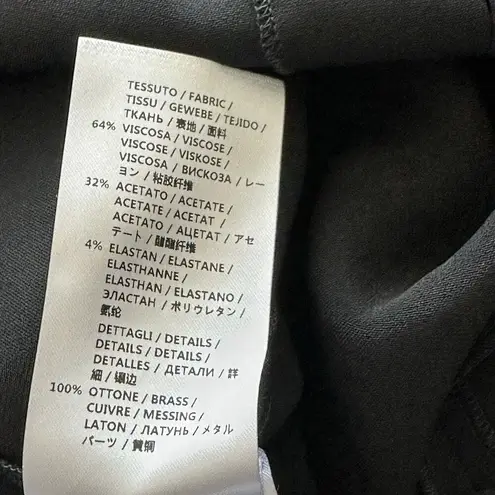 TESSUTO / FABRIC /
TISSU / GEWEBE / TEJIDO /
ТКАНЬ / 表地 / 面料
64% VISCOSA / VISCOSE /
VISCOSE / VISKOSE /
VISCOSA / ВИСКОЗА / レー
ヨン / 粘胶纤维
32% ACETATO / ACETATE /
ACETATE / ACETAT /
ACETATO / АЦЕТАТ / アセ
テート / 醋酯纤维
4% ELASTAN / ELASTANE /
ELASTHANNE /
ELASTHAN / ELASTANO /
ЭЛАСТАН / ポリウレタン /
氨纶
DETTAGLI / DETAILS /
DETAILS / DETAILS /
DETALLES / ДЕТАЛИ / 詳
細 / 镶边
100% OTTONE / BRASS /
CUIVRE / MESSING /
LATON / ЛАТУНЬ / メタル
パーツ / 黄铜